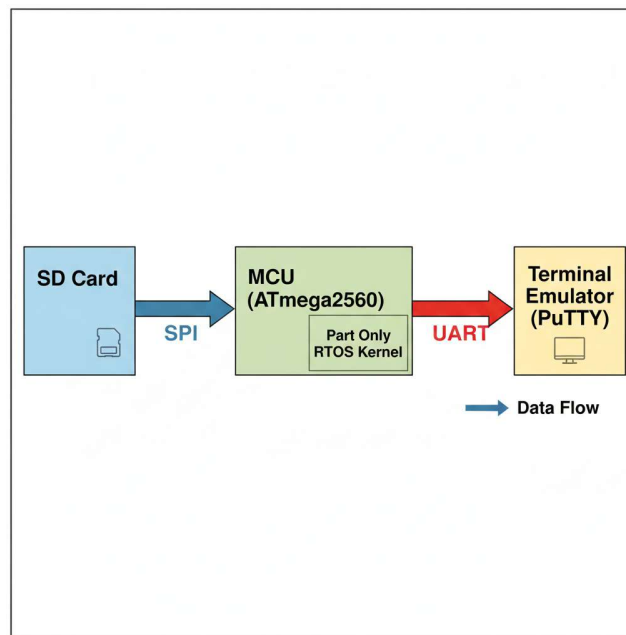 SD Card
SPI
MCU
(ATmega2560)
Part Only
RTOS Kernel
UART
Terminal
Emulator
(PuTTY)
Data Flow